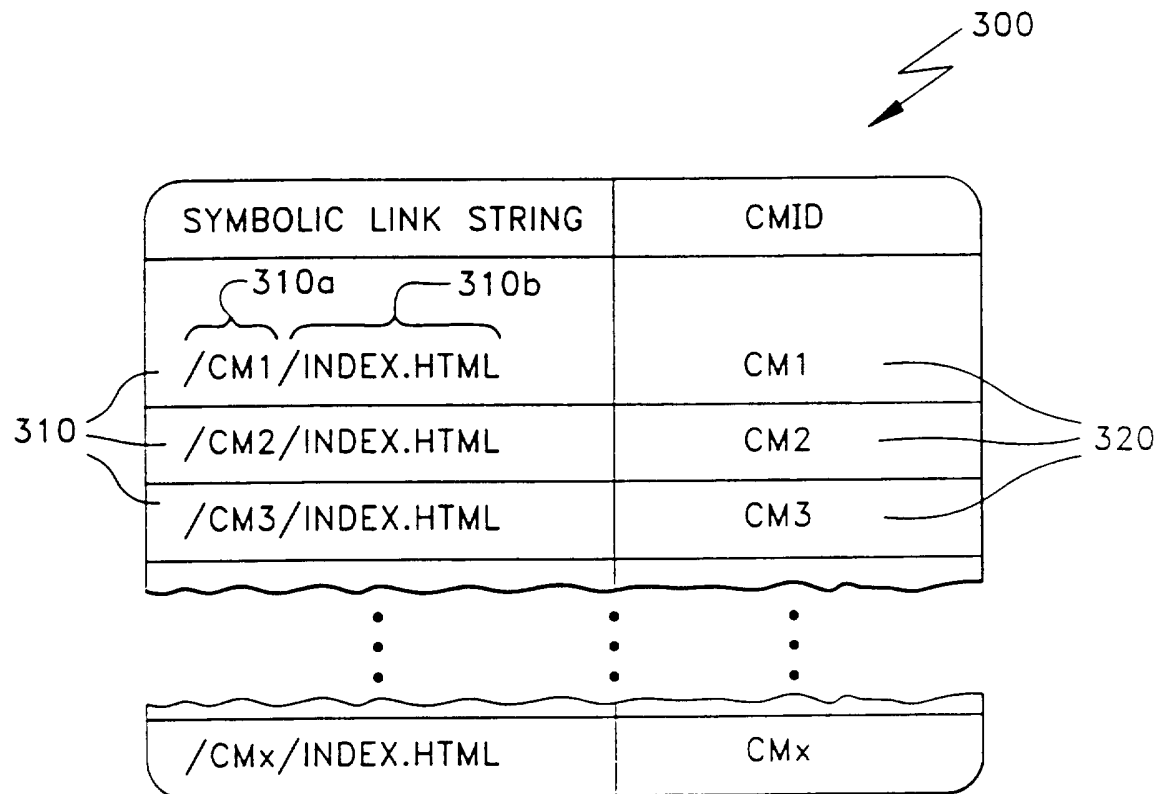 300
SYMBOLIC LINK STRING CMID
310a 310b
/CM1/INDEX.HTML CM1
310 /CM2/INDEX.HTML CM2 320
/CM3/INDEX.HTML CM3
/CMx/INDEX.HTML CMx